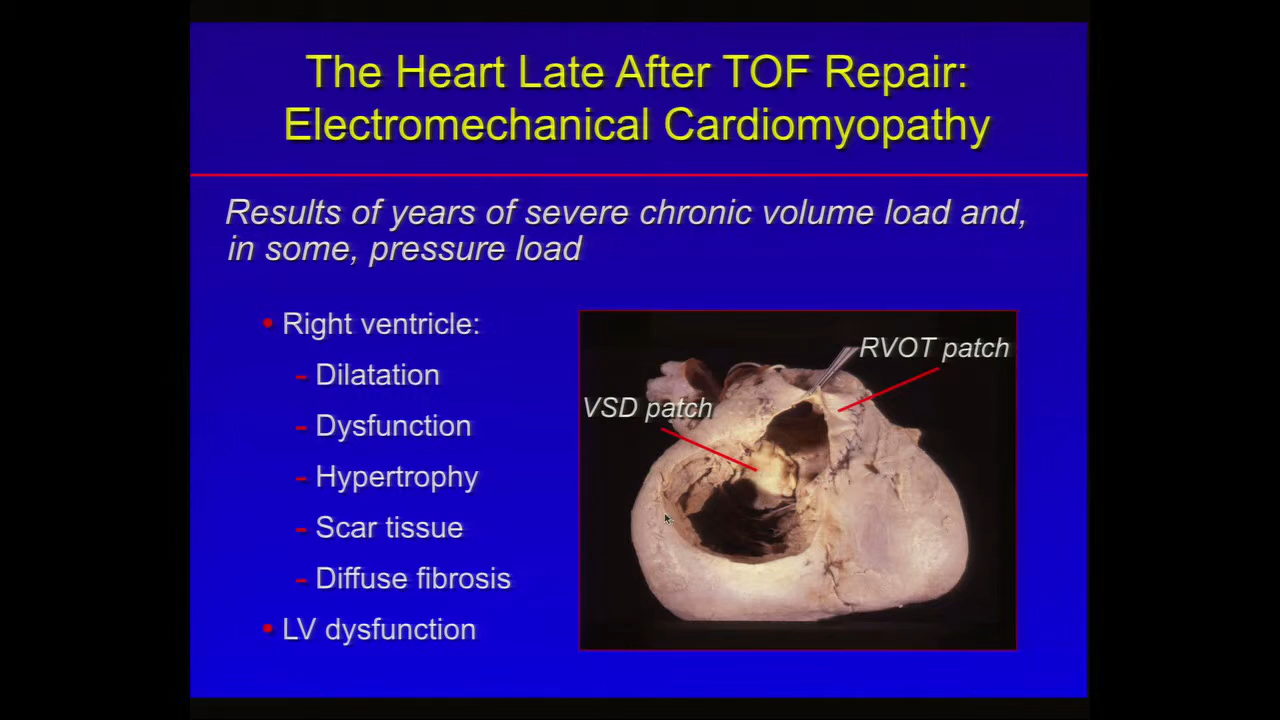 The Heart Late After TOF Repair:
Electromechanical Cardiomyopathy
Results of years of severe chronic volume load and,
in some, pressure load
• Right ventricle:
- Dilatation
- Dysfunction
- Hypertrophy
- Scar tissue
- Diffuse fibrosis
• LV dysfunction
RVOT patch
VSD patch